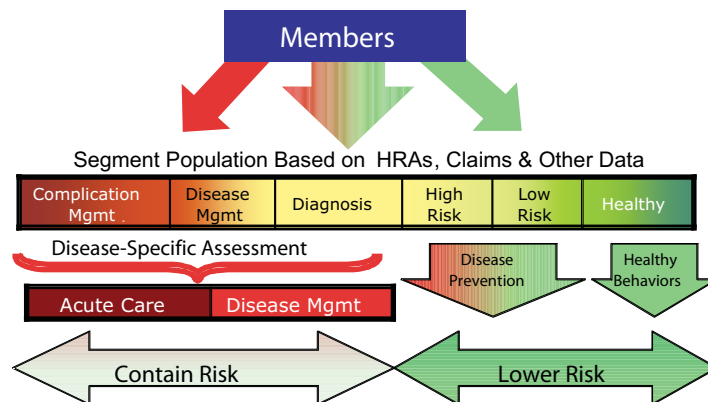 Members
Segment Population Based on HRAs, Claims & Other Data
Complication
Mgmt .
Disease
Mgmt
Diagnosis
High
Risk
Low
Risk
Healthy
Disease-Specific Assessment
Disease
Prevention
Healthy
Behaviors
Acute Care
Disease Mgmt
Contain Risk
Lower Risk